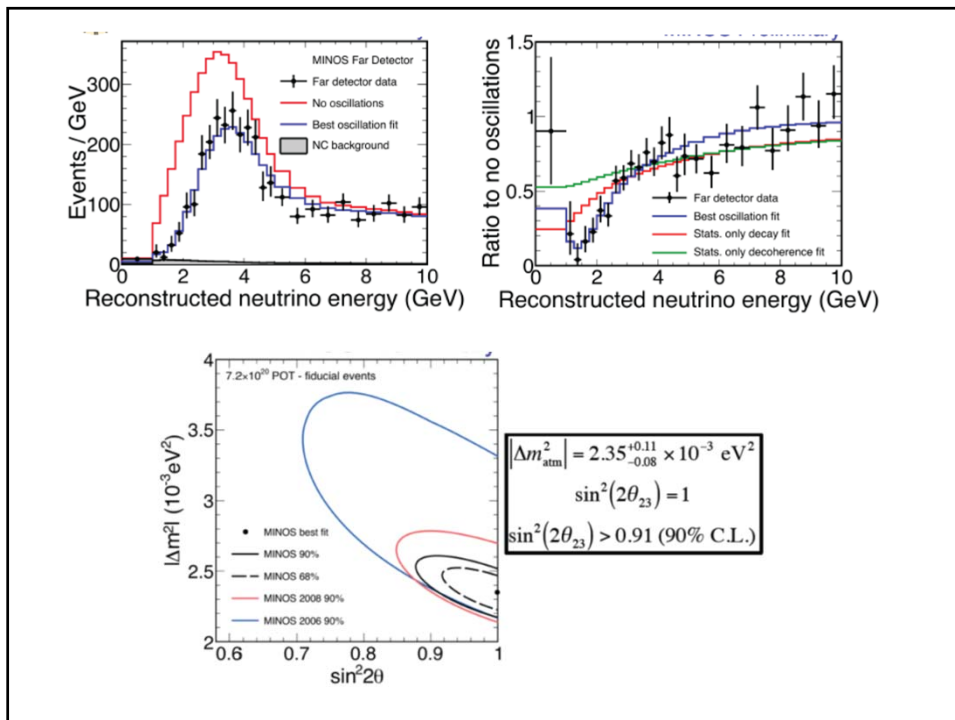 MINOS Preliminary
MINOS Far Detector
Far detector data
No oscillations
Best oscillation fit
NC background
Events / GeV
300
200
100
0
2
4
6
8
10
Reconstructed neutrino energy (GeV)
Ratio to no oscillations
1.5
1.0
0.5
0
Far detector data
Best oscillation fit
Stats. only decay fit
Stats. only decoherence fit
0
2
4
6
8
10
Reconstructed neutrino energy (GeV)
7.2×10²⁰ POT - fiducial events
|Δm²| (10⁻³eV²)
4
3.5
3
2.5
2
MINOS best fit
MINOS 90%
MINOS 68%
MINOS 2008 90%
MINOS 2006 90%
0.6
0.7
0.8
0.9
1
sin²2θ
|Δm²atm| = 2.35 +0.11 −0.08 × 10⁻³ eV²
sin²(2θ₂₃) = 1
sin²(2θ₂₃) > 0.91 (90% C.L.)